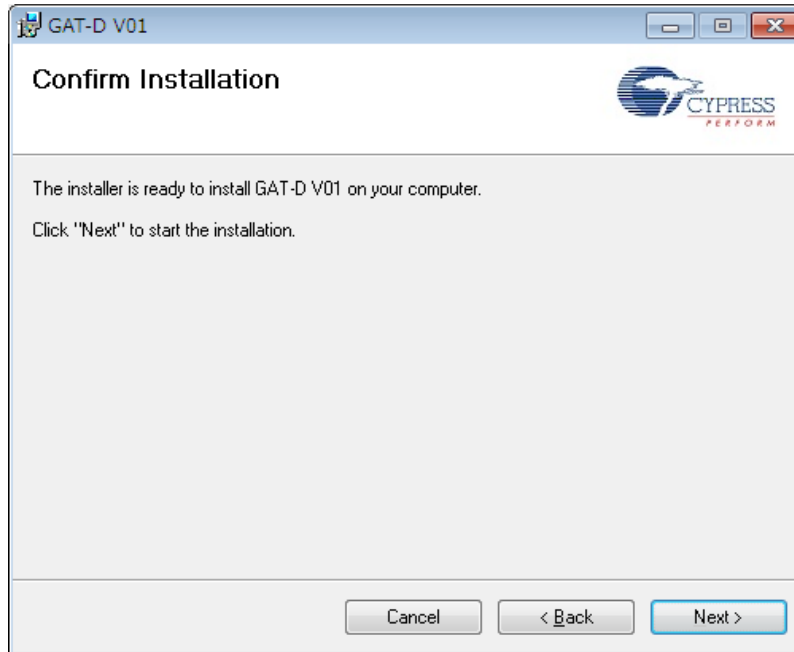 GAT-D V01
Confirm Installation
CYPRESS
PERFORM
The installer is ready to install GAT-D V01 on your computer.
Click "Next" to start the installation.
Cancel
< Back
Next >